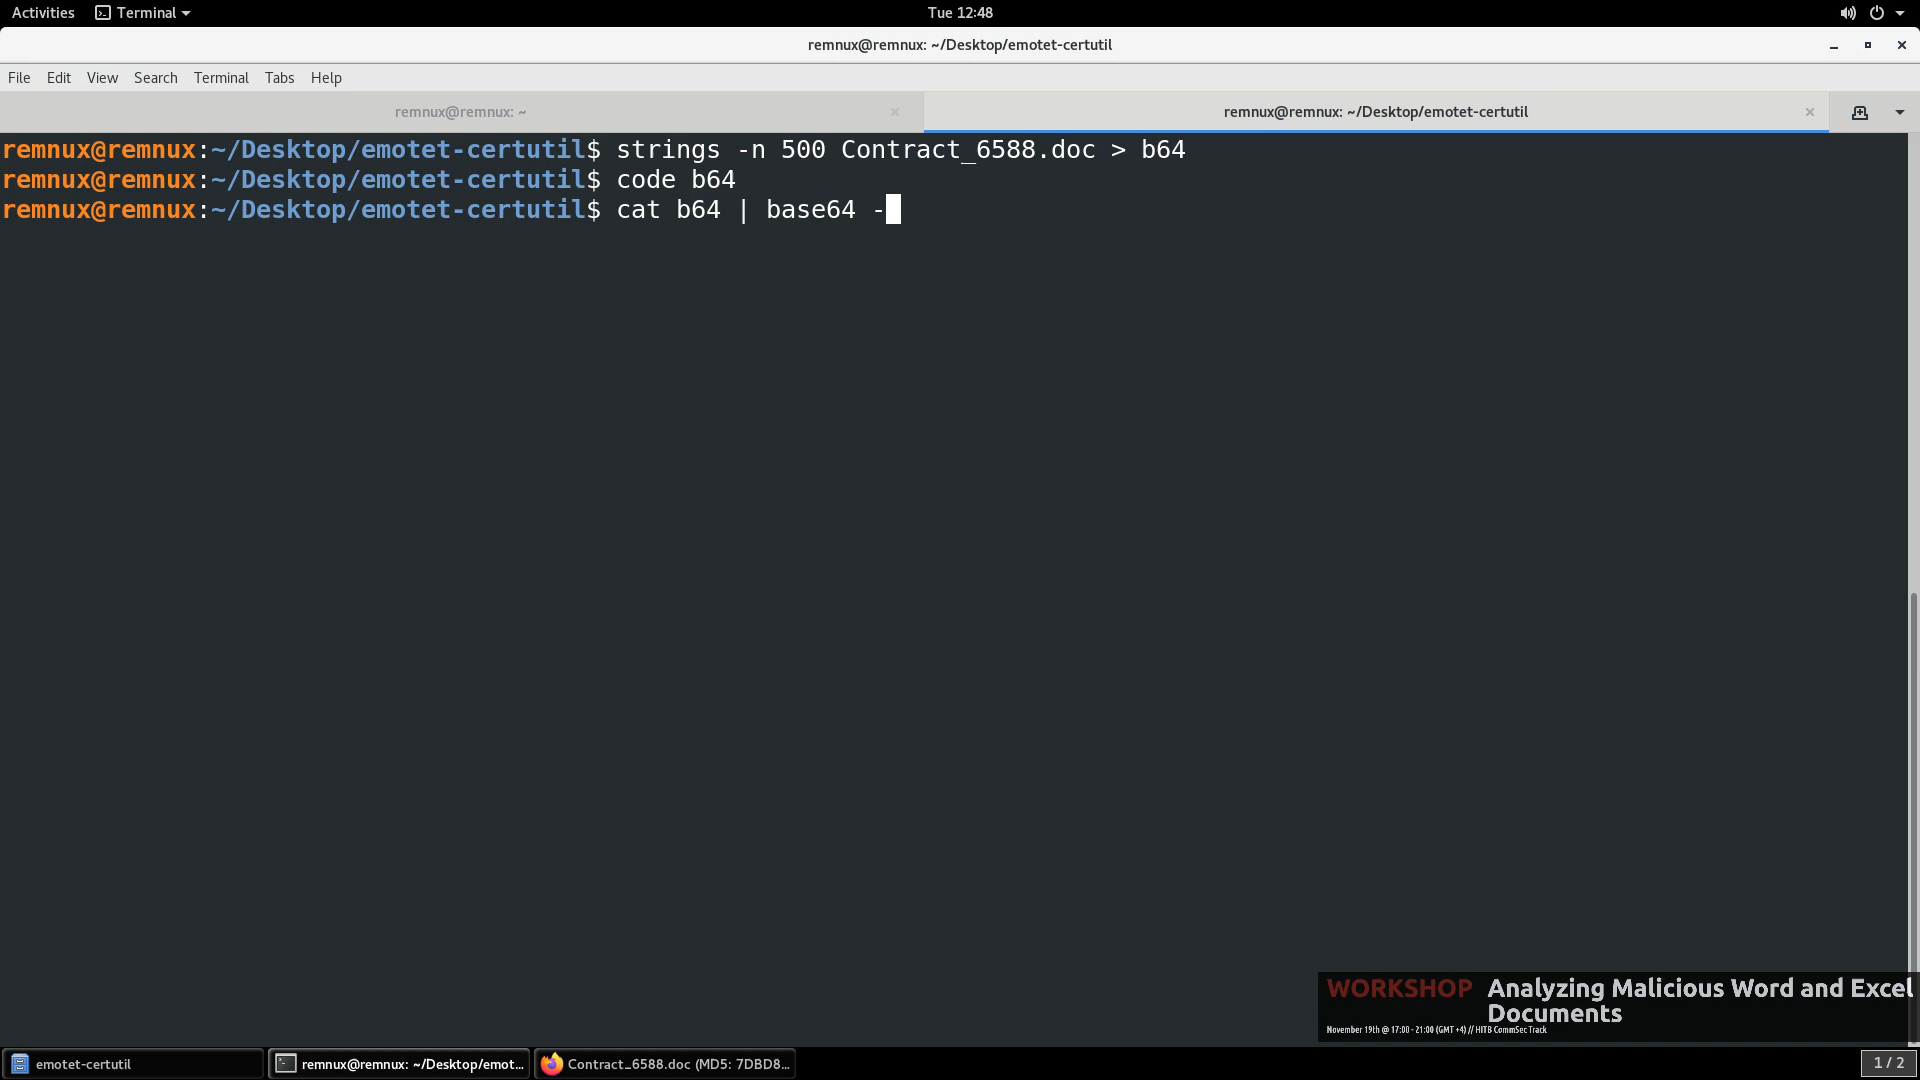 Activities Terminal Tue 12:48
remnux@remnux: ~/Desktop/emotet-certutil
File Edit View Search Terminal Tabs Help
remnux@remnux: ~ remnux@remnux: ~/Desktop/emotet-certutil
remnux@remnux:~/Desktop/emotet-certutil$ strings -n 500 Contract_6588.doc > b64
remnux@remnux:~/Desktop/emotet-certutil$ code b64
remnux@remnux:~/Desktop/emotet-certutil$ cat b64 | base64 -
WORKSHOP Analyzing Malicious Word and Excel
Documents
November 19th @ 17:00 - 21:00 (GMT +4) // HITB CommSec Track
emotet-certutil remnux@remnux: ~/Desktop/emot... Contract_6588.doc (MD5: 7DBD8... 1 / 2